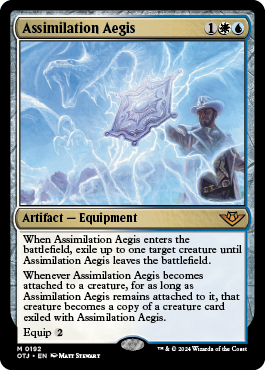 Assimilation Aegis 1
Artifact — Equipment
When Assimilation Aegis enters the
battlefield, exile up to one target creature until
Assimilation Aegis leaves the battlefield.
Whenever Assimilation Aegis becomes
attached to a creature, for as long as
Assimilation Aegis remains attached to it, that
creature becomes a copy of a creature card
exiled with Assimilation Aegis.
Equip 2
M 0192
OTJ • EN Matt Stewart ™ & © 2024 Wizards of the Coast